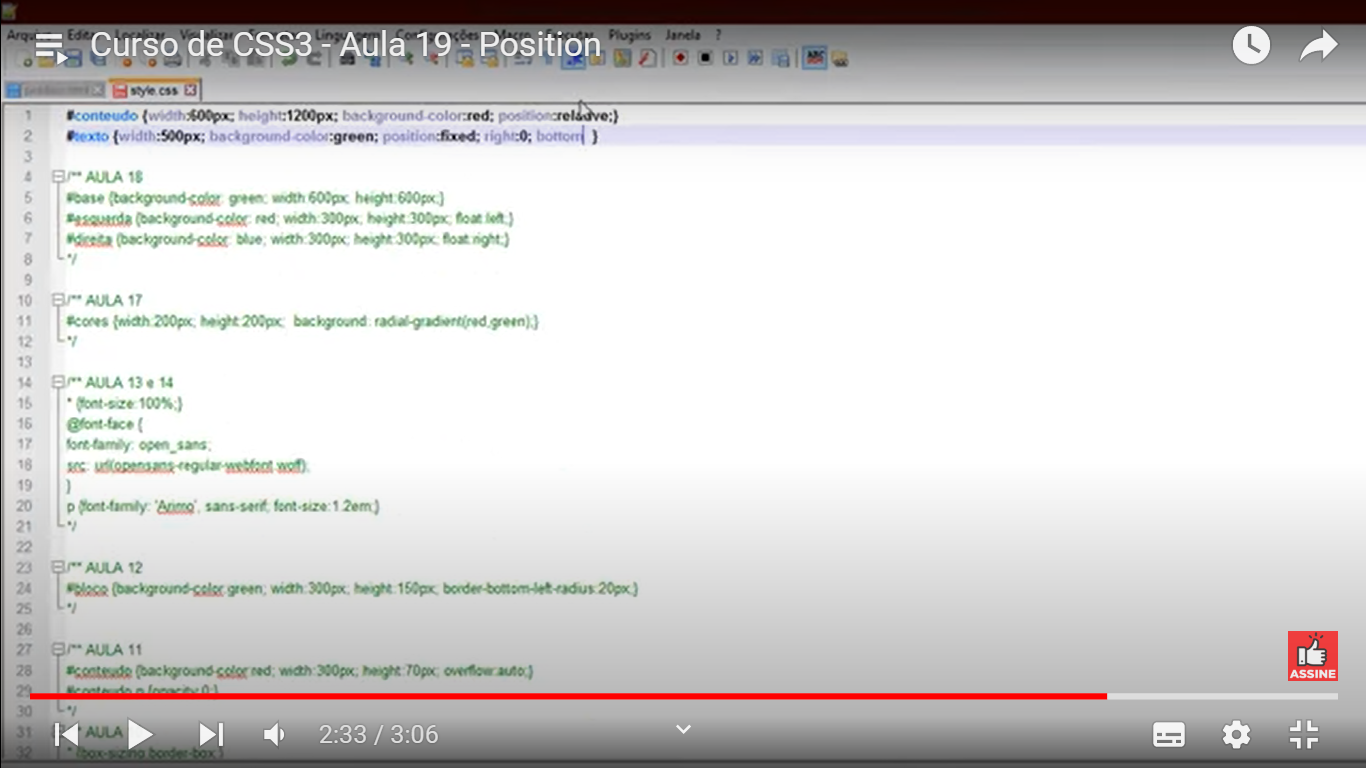 Curso de CSS3 - Aula 19 - Position
Plugins Janela ?
style.css
1 #conteudo {width:600px; height:1200px; background-color:red; position:relative;}
2 #texto {width:500px; background-color:green; position:fixed; right:0; bottom }
3
4 /** AULA 18
5 #base {background-color: green; width:600px; height:600px;}
6 #esquerda {background-color: red; width:300px; height:300px; float:left;}
7 #direita {background-color: blue; width:300px; height:300px; float:right;}
8 */
9
10 /** AULA 17
11 #cores {width:200px; height:200px; background: radial-gradient(red,green);}
12 */
13
14 /** AULA 13 e 14
15 * {font-size:100%;}
16 @font-face {
17 font-family: open_sans;
18 src: url(opensans-regular-webfont.woff);
19 }
20 p {font-family: 'Arimo', sans-serif; font-size:1.2em;}
21 */
22
23 /** AULA 12
24 #bloco {background-color:green; width:300px; height:150px; border-bottom-left-radius:20px;}
25 */
26
27 /** AULA 11
28 #conteudo {background-color:red; width:300px; height:70px; overflow:auto;}
29 #conteudo p {opacity:0;}
30 */
31 /** AULA
32 * {box-sizing:border-box;}
ASSINE
2:33 / 3:06